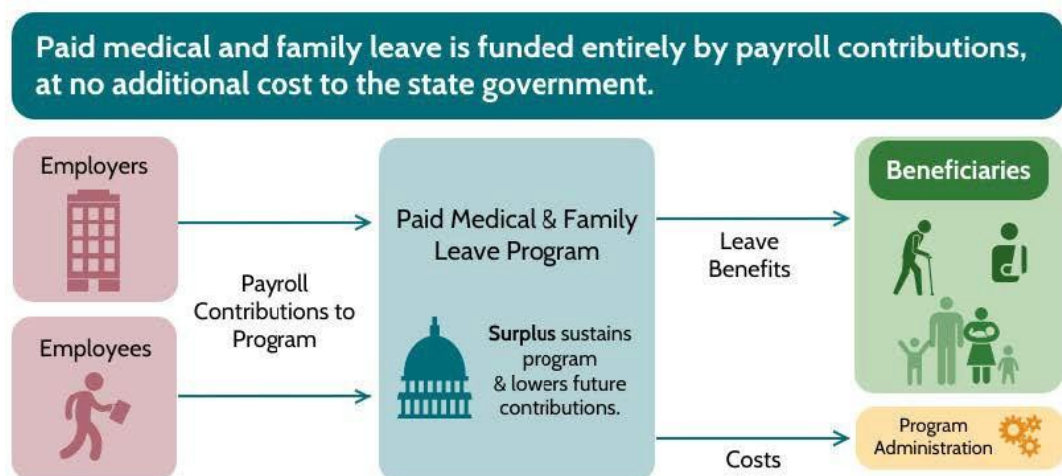 Paid medical and family leave is funded entirely by payroll contributions,
at no additional cost to the state government.
Employers
Employees
Payroll
Contributions to
Program
Paid Medical & Family
Leave Program
Surplus sustains
program
& lowers future
contributions.
Leave
Benefits
Costs
Beneficiaries
Program
Administration